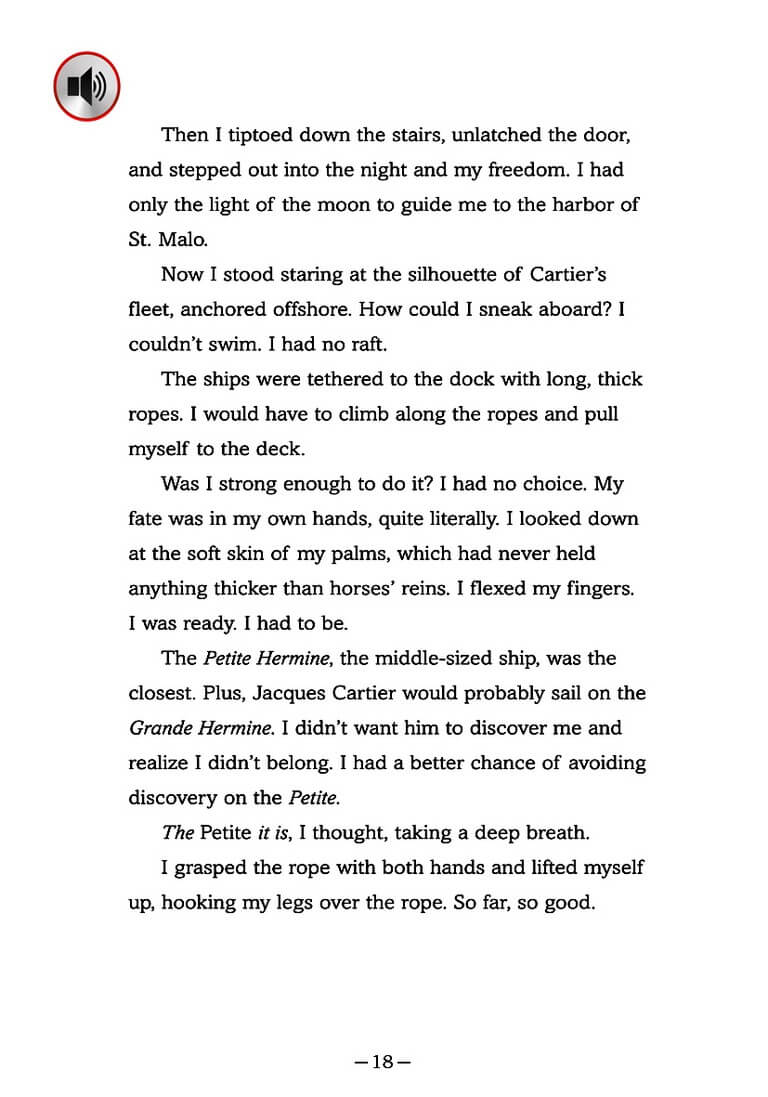 Then I tiptoed down the stairs, unlatched the door,
and stepped out into the night and my freedom. I had
only the light of the moon to guide me to the harbor of
St. Malo.
Now I stood staring at the silhouette of Cartier’s
fleet, anchored offshore. How could I sneak aboard? I
couldn’t swim. I had no raft.
The ships were tethered to the dock with long, thick
ropes. I would have to climb along the ropes and pull
myself to the deck.
Was I strong enough to do it? I had no choice. My
fate was in my own hands, quite literally. I looked down
at the soft skin of my palms, which had never held
anything thicker than horses’ reins. I flexed my fingers.
I was ready. I had to be.
The Petite Hermine, the middle-sized ship, was the
closest. Plus, Jacques Cartier would probably sail on the
Grande Hermine. I didn’t want him to discover me and
realize I didn’t belong. I had a better chance of avoiding
discovery on the Petite.
The Petite it is, I thought, taking a deep breath.
I grasped the rope with both hands and lifted myself
up, hooking my legs over the rope. So far, so good.
—18—